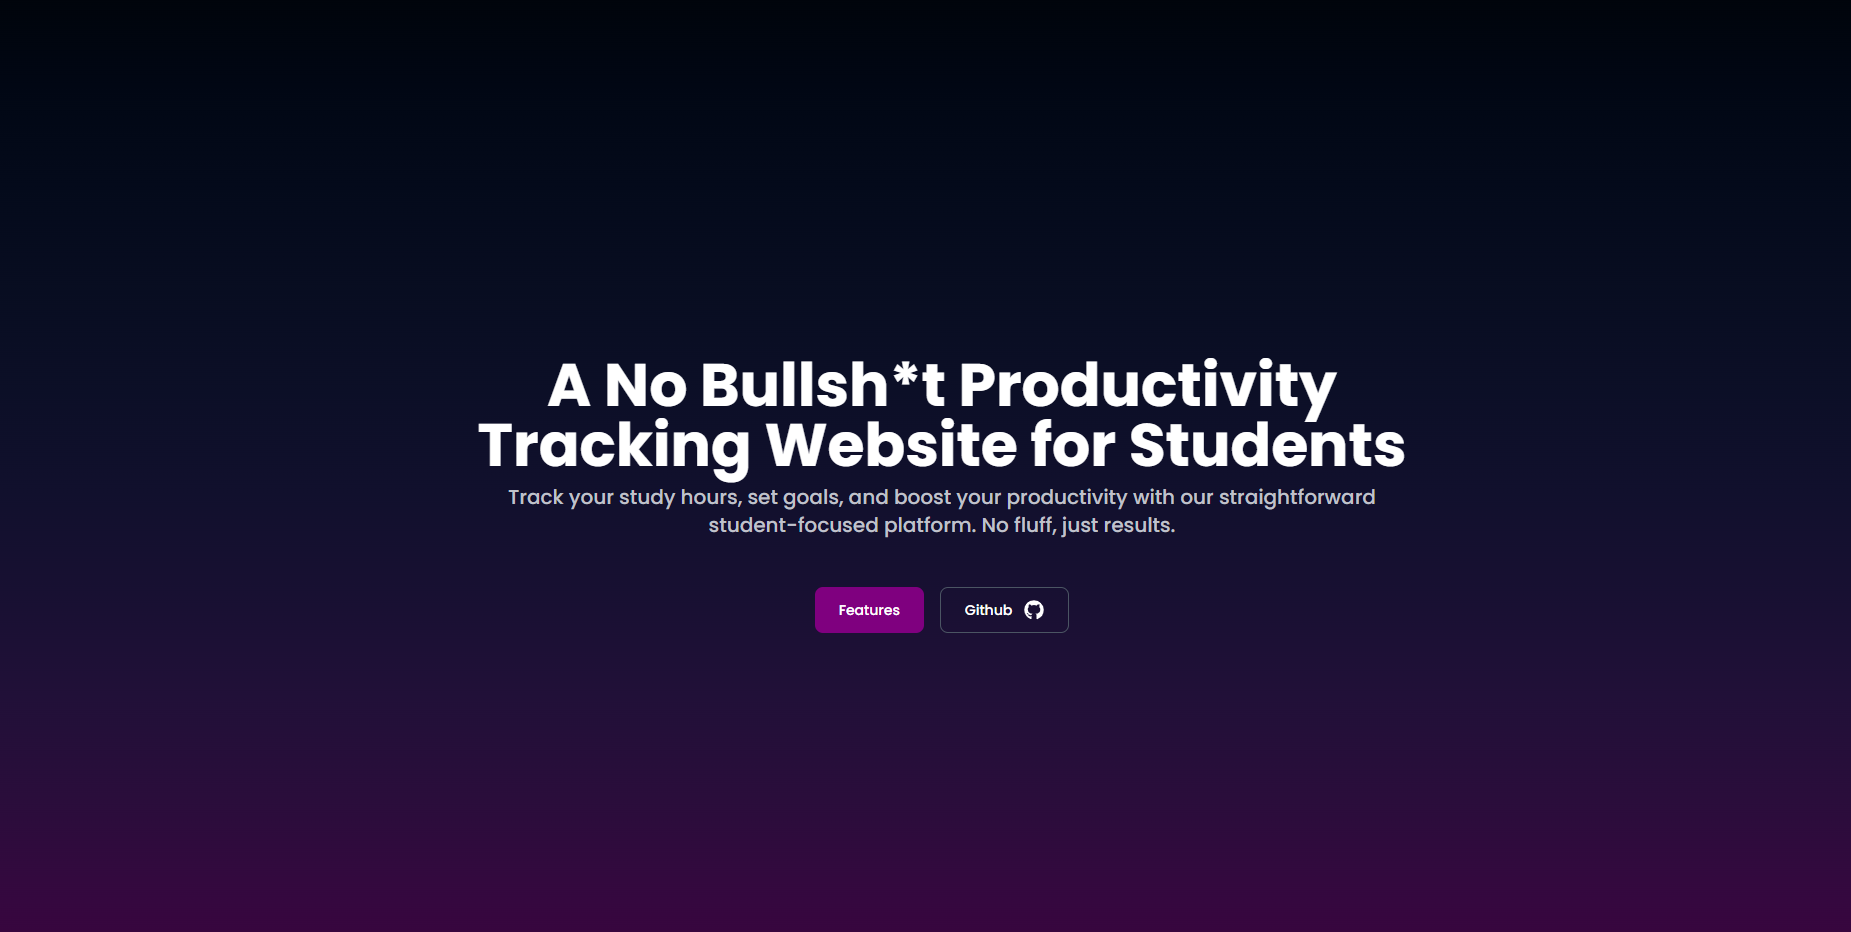 A No Bullsh*t Productivity
Tracking Website for Students
Track your study hours, set goals, and boost your productivity with our straightforward
student-focused platform. No fluff, just results.
Features
Github